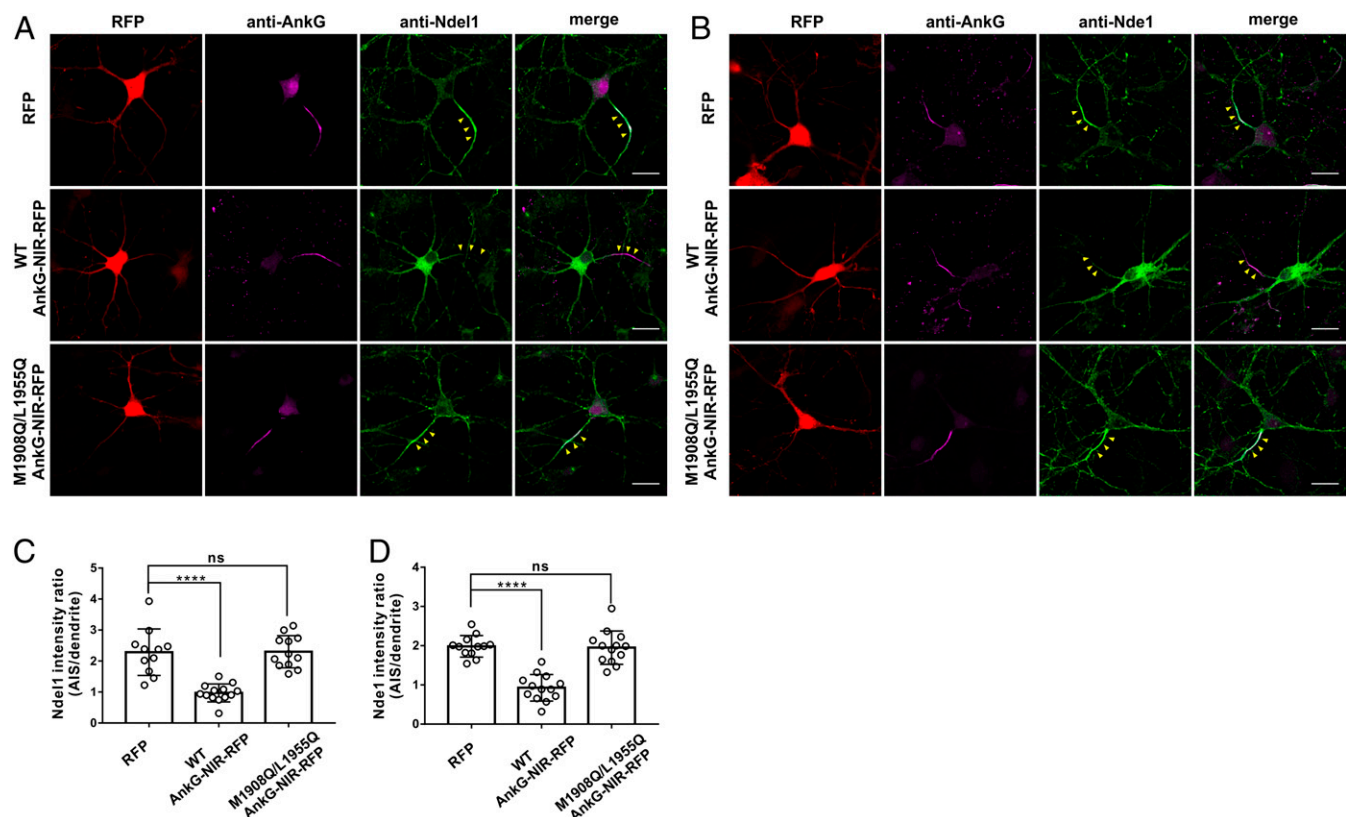 A
RFP
anti-AnkG
anti-Ndel1
merge
RFP
WT
AnkG-NIR-RFP
M1908Q/L1955Q
AnkG-NIR-RFP
B
RFP
anti-AnkG
anti-Nde1
merge
RFP
WT
AnkG-NIR-RFP
M1908Q/L1955Q
AnkG-NIR-RFP
C
Ndel1 intensity ratio
(AIS/dendrite)
5
4
3
2
1
0
ns
****
RFP
WT
AnkG-NIR-RFP
M1908Q/L1955Q
AnkG-NIR-RFP
D
Nde1 intensity ratio
(AIS/dendrite)
4
3
2
1
0
ns
****
RFP
WT
AnkG-NIR-RFP
M1908Q/L1955Q
AnkG-NIR-RFP